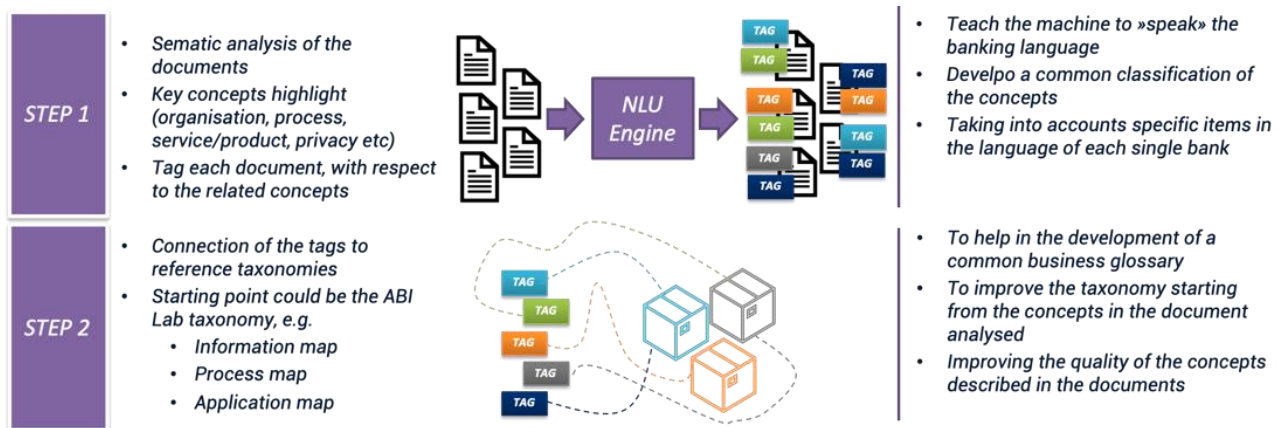 STEP 1
• Sematic analysis of the
documents
• Key concepts highlight
(organisation, process,
service/product, privacy etc)
• Tag each document, with respect
to the related concepts
NLU
Engine
TAG
TAG
TAG
TAG
TAG
TAG
TAG
TAG
TAG
TAG
• Teach the machine to »speak» the
banking language
• Develpo a common classification of
the concepts
• Taking into accounts specific items in
the language of each single bank
STEP 2
• Connection of the tags to
reference taxonomies
• Starting point could be the ABI
Lab taxonomy, e.g.
• Information map
• Process map
• Application map
TAG
TAG
TAG
TAG
TAG
• To help in the development of a
common business glossary
• To improve the taxonomy starting
from the concepts in the document
analysed
• Improving the quality of the concepts
described in the documents